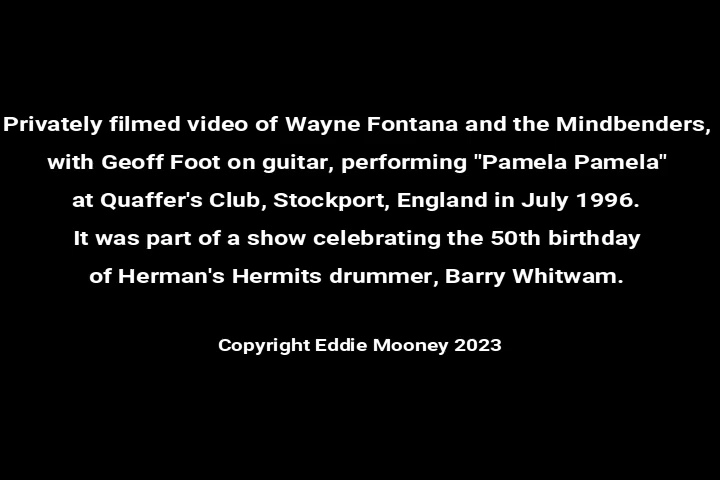 Privately filmed video of Wayne Fontana and the Mindbenders,
with Geoff Foot on guitar, performing "Pamela Pamela"
at Quaffer's Club, Stockport, England in July 1996.
It was part of a show celebrating the 50th birthday
of Herman's Hermits drummer, Barry Whitwam.
Copyright Eddie Mooney 2023